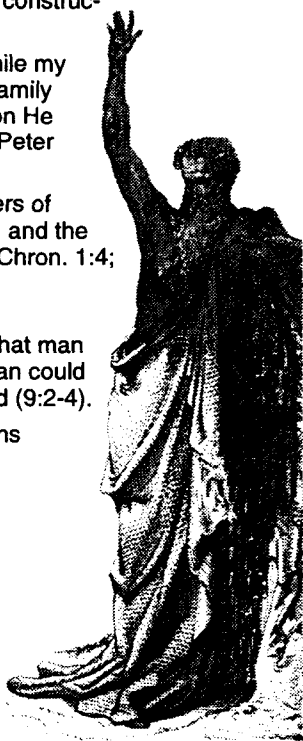 construc-
ile my
amily
on He
Peter
ers of
and the
Chron. 1:4;
hat man
an could
d (9:2-4).
ns